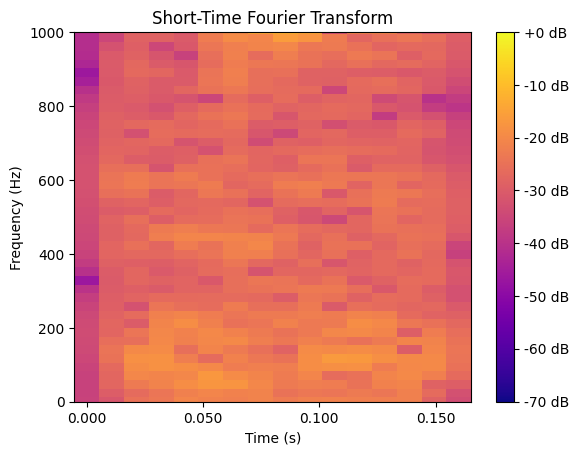 Short-Time Fourier Transform
1000
800
600
400
200
0
Frequency (Hz)
0.000
0.050
0.100
0.150
Time (s)
+0 dB
-10 dB
-20 dB
-30 dB
-40 dB
-50 dB
-60 dB
-70 dB